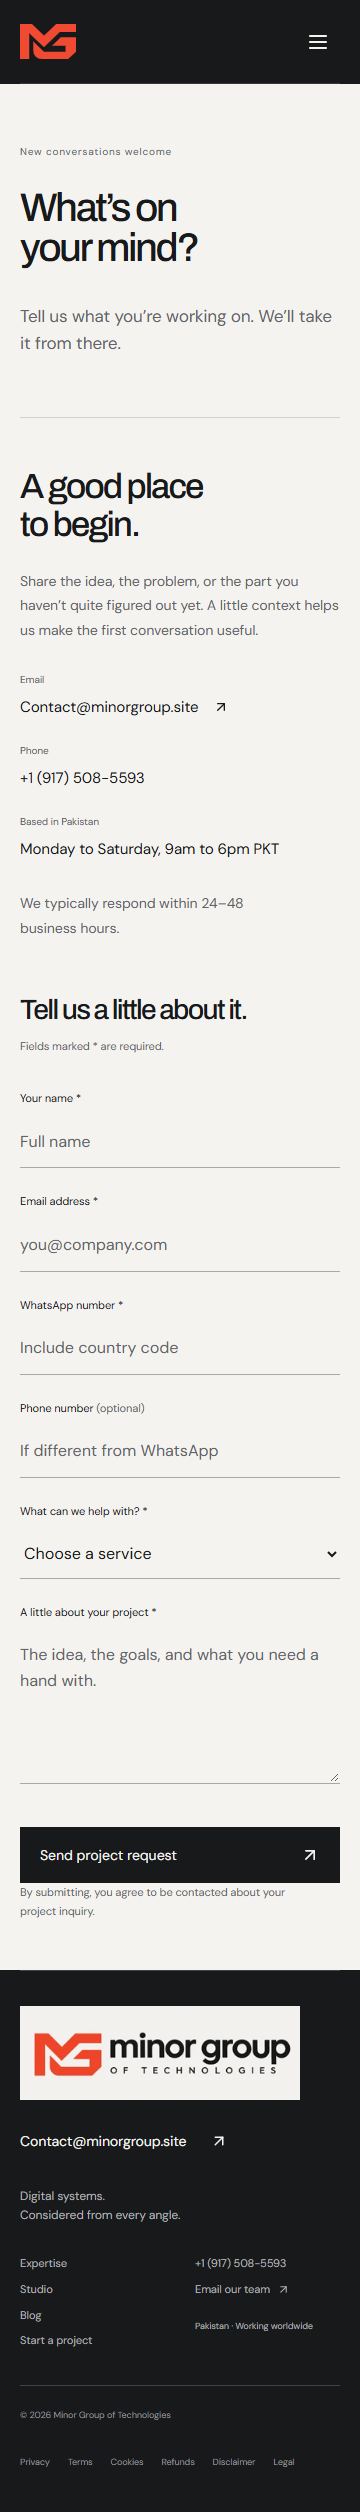 MG
New conversations welcome
What's on
your mind?
Tell us what you're working on. We'll take
it from there.
A good place
to begin.
Share the idea, the problem, or the part you
haven't quite figured out yet. A little context helps
us make the first conversation useful.
Email
Contact@minorgroup.site
Phone
+1 (917) 508-5593
Based in Pakistan
Monday to Saturday, 9am to 6pm PKT
We typically respond within 24–48
business hours.
Tell us a little about it.
Fields marked * are required.
Your name *
Full name
Email address *
you@company.com
WhatsApp number *
Include country code
Phone number (optional)
If different from WhatsApp
What can we help with? *
Choose a service
A little about your project *
The idea, the goals, and what you need a
hand with.
Send project request
By submitting, you agree to be contacted about your
project inquiry.
MG minor group
OF TECHNOLOGIES
Contact@minorgroup.site
Digital systems.
Considered from every angle.
Expertise
Studio
Blog
Start a project
+1 (917) 508-5593
Email our team
Pakistan · Working worldwide
© 2026 Minor Group of Technologies
Privacy Terms Cookies Refunds Disclaimer Legal